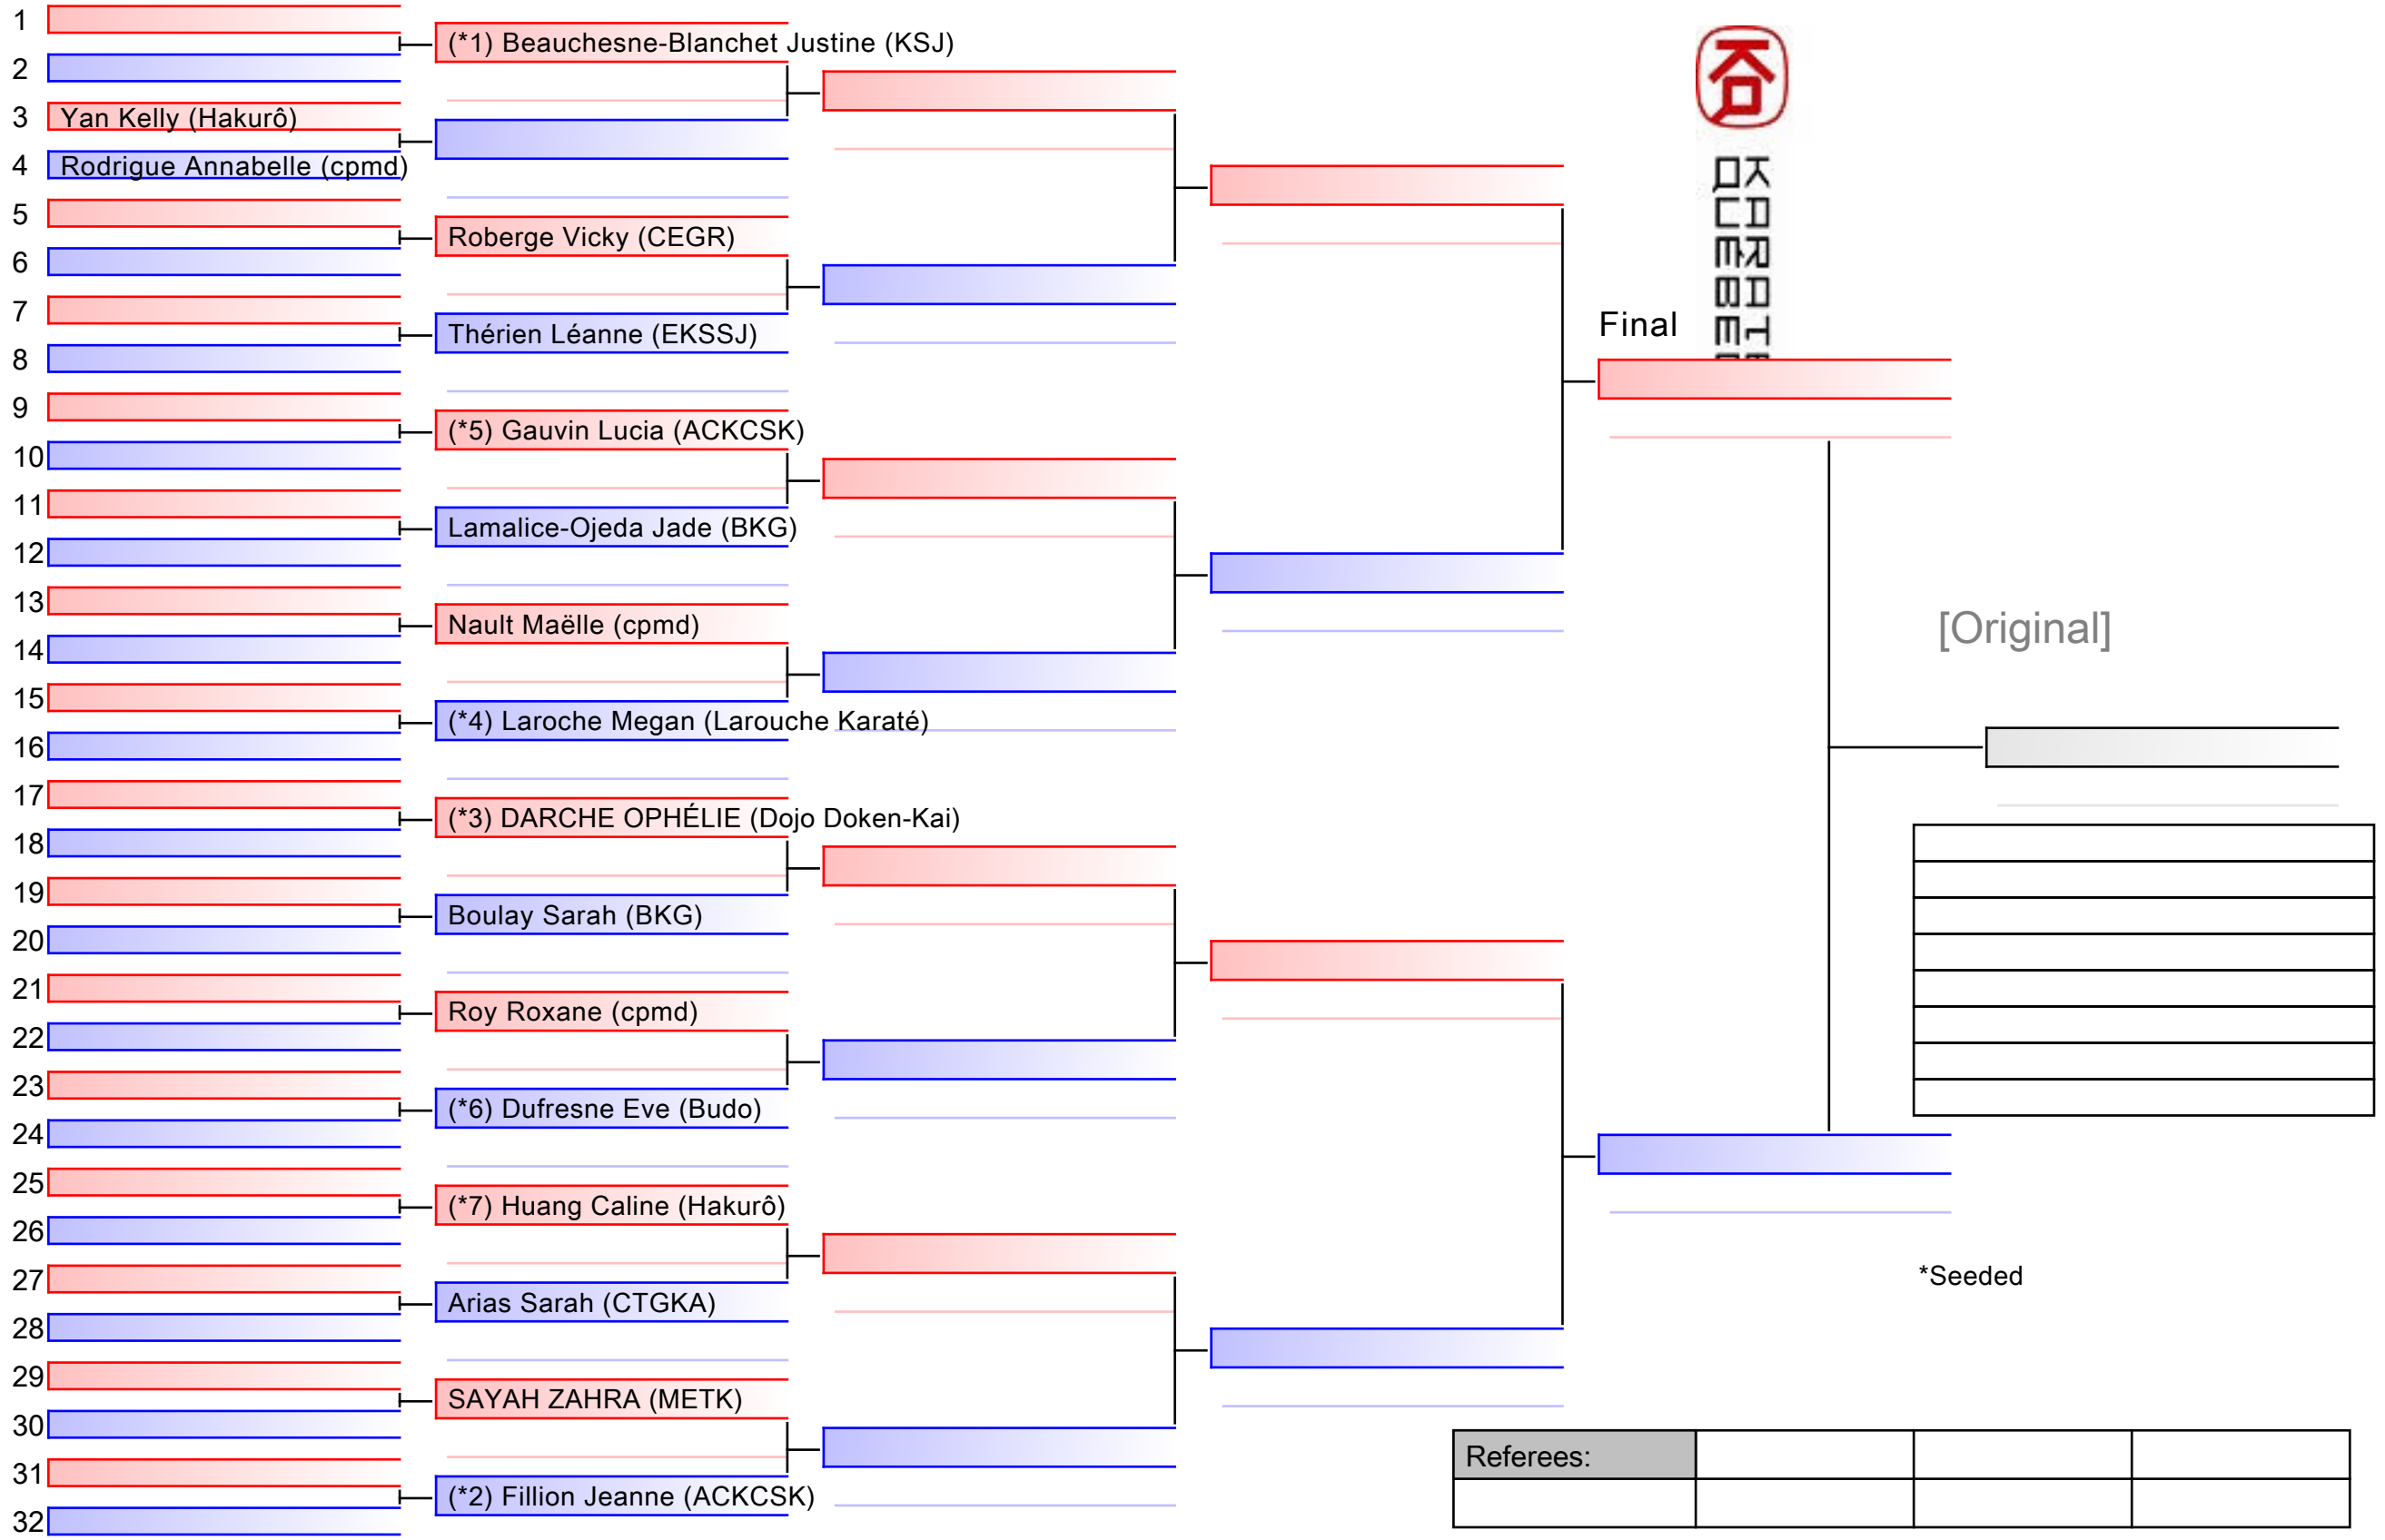 1
(*1) Beauchesne-Blanchet Justine (KSJ)
2
3 Yan Kelly (Hakurô)
4 Rodrigue Annabelle (cpmd)
5
Roberge Vicky (CEGR)
6
7
Thérien Léanne (EKSSJ)
8
9
(*5) Gauvin Lucia (ACKCSK)
10
11
Lamalice-Ojeda Jade (BKG)
12
13
Nault Maëlle (cpmd)
14
15
(*4) Laroche Megan (Larouche Karaté)
16
17
(*3) DARCHE OPHÉLIE (Dojo Doken-Kai)
18
19
Boulay Sarah (BKG)
20
21
Roy Roxane (cpmd)
22
23
(*6) Dufresne Eve (Budo)
24
25
(*7) Huang Caline (Hakurô)
26
27
Arias Sarah (CTGKA)
28
29
SAYAH ZAHRA (METK)
30
31
(*2) Fillion Jeanne (ACKCSK)
32
Final
[Original]
*Seeded
Referees: